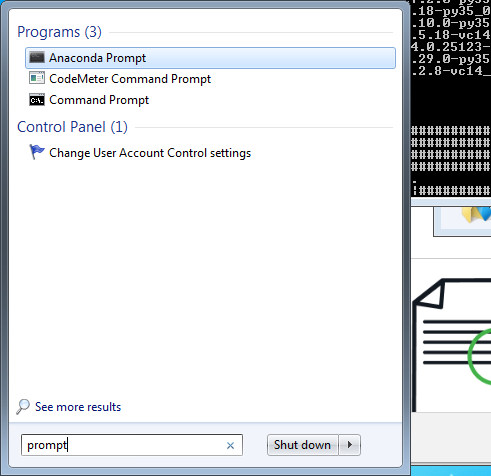 Programs (3)
Anaconda Prompt
CodeMeter Command Prompt
Command Prompt
Control Panel (1)
Change User Account Control settings
See more results
prompt
Shut down
.18-py35_0
.10.0-py35
.5.18-vc14
4.0.25123-
.29.0-py35
.2.8-vc14_
##########
##########
##########
##########